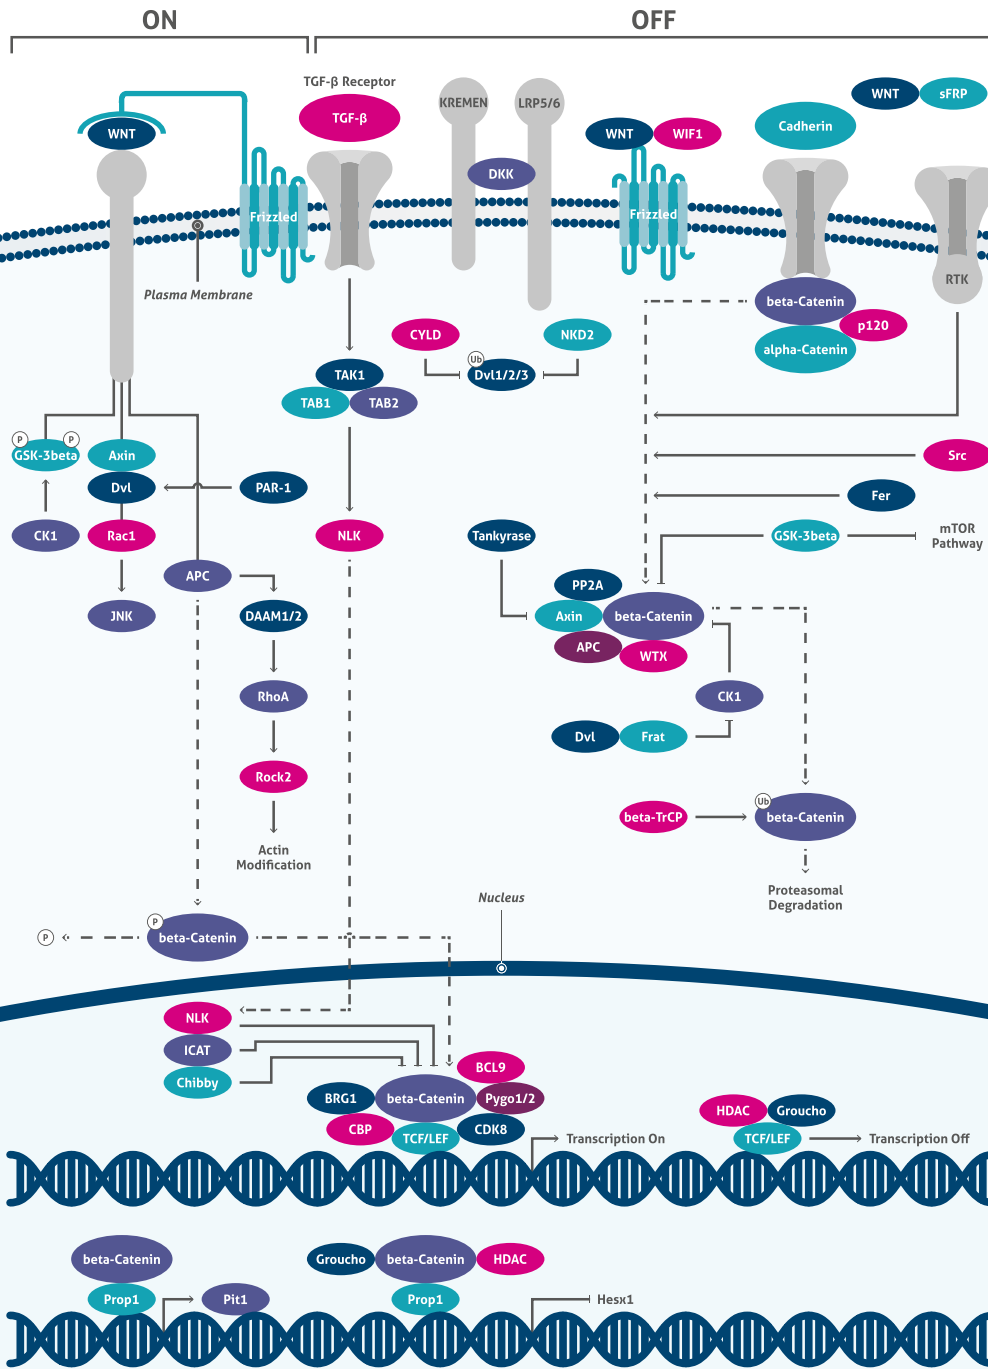 ON
OFF
TGF-β Receptor
TGF-β
KREMEN
LRP5/6
WNT
sFRP
Cadherin
WNT
WNT
WIF1
DKK
Frizzled
Frizzled
RTK
Plasma Membrane
beta-Catenin
p120
alpha-Catenin
CYLD
NKD2
Ub
Dvl1/2/3
TAK1
TAB1
TAB2
P
P
GSK-3beta
Axin
Src
Dvl
PAR-1
Fer
CK1
Rac1
NLK
Tankyrase
GSK-3beta
mTOR
Pathway
APC
PP2A
JNK
DAAM1/2
Axin
beta-Catenin
APC
WTX
RhoA
CK1
Dvl
Frat
Rock2
Ub
beta-TrCP
beta-Catenin
Actin
Modification
Proteasomal
Degradation
Nucleus
P
P
beta-Catenin
NLK
ICAT
BCL9
Chibby
BRG1
beta-Catenin
Pygo1/2
HDAC
Groucho
CBP
TCF/LEF
CDK8
Transcription On
TCF/LEF
Transcription Off
beta-Catenin
Groucho
beta-Catenin
HDAC
Prop1
Pit1
Prop1
Hesx1